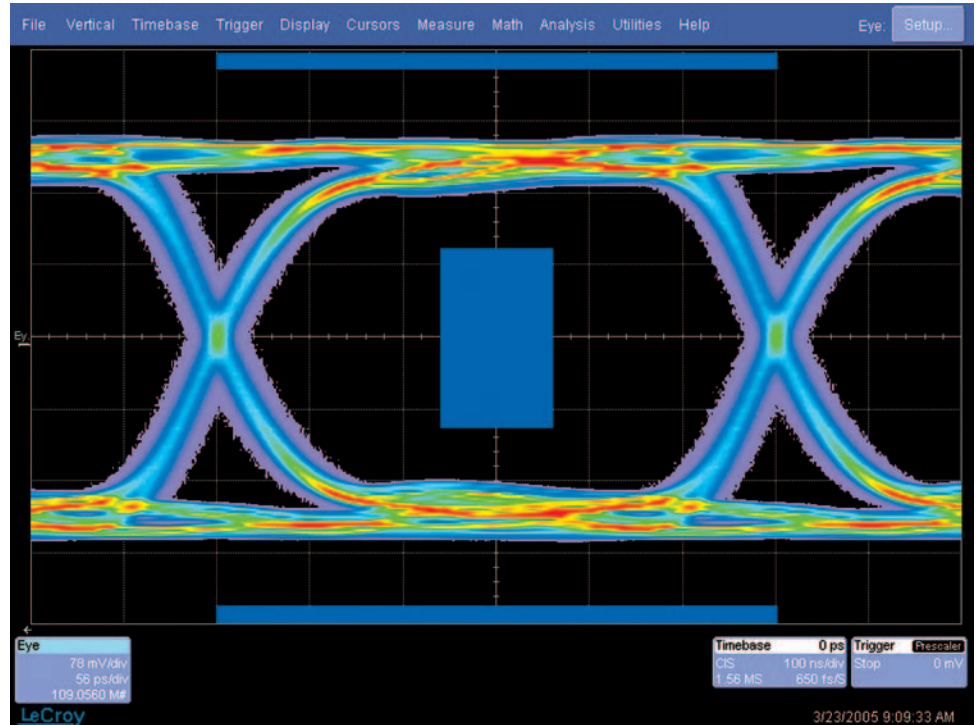 File Vertical Timebase Trigger Display Cursors Measure Math Analysis Utilities Help Eye: Setup...
Ey
Eye
78 mV/div
56 ps/div
109.0560 M#
Timebase 0 ps
CIS 100 ns/div
1.56 MS 650 fs/S
Trigger Prescaler
Stop 0 mV
LeCroy
3/23/2005 9:09:33 AM